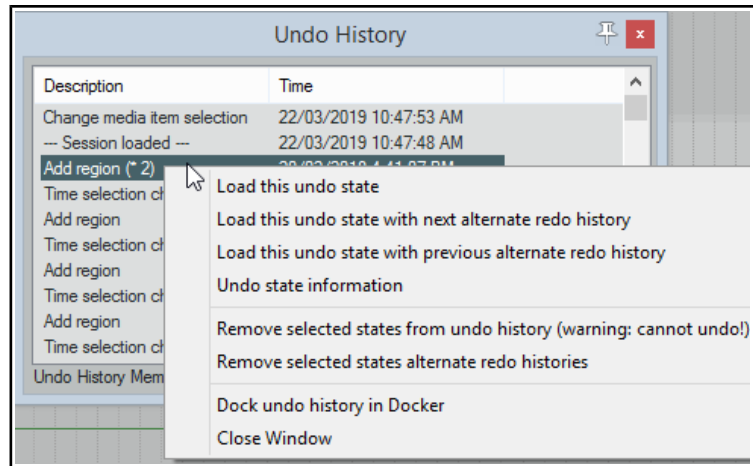 Undo History
x
Description Time
Change media item selection 22/03/2019 10:47:53 AM
--- Session loaded --- 22/03/2019 10:47:48 AM
Add region (* 2)
Time selection ch
Add region
Time selection ch
Add region
Time selection ch
Add region
Time selection ch
Undo History Mem
Load this undo state
Load this undo state with next alternate redo history
Load this undo state with previous alternate redo history
Undo state information
Remove selected states from undo history (warning: cannot undo!)
Remove selected states alternate redo histories
Dock undo history in Docker
Close Window